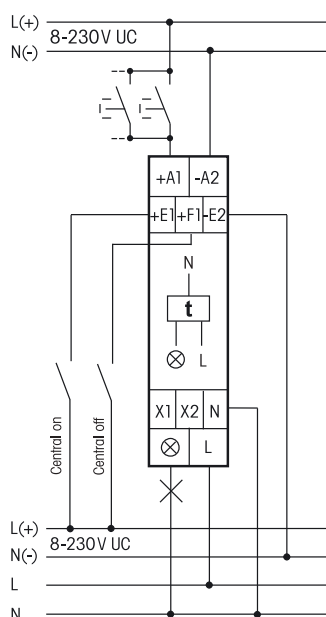 L(+)
8-230V UC
N(-)
+A1 -A2
+E1 +F1 -E2
N
t
L
X1 X2 N
L
Central on
Central off
L(+)
8-230V UC
N(-)
L
N